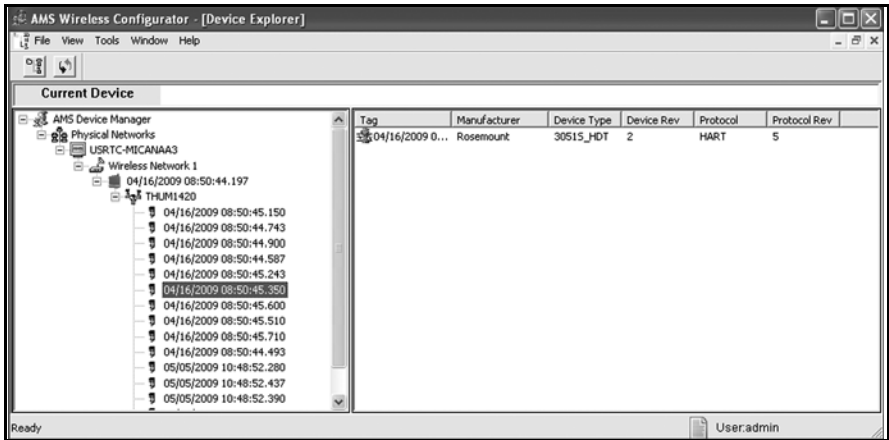 AMS Wireless Configurator - [Device Explorer]
File View Tools Window Help
Current Device
AMS Device Manager
Physical Networks
USRTC-MICANAA3
Wireless Network 1
04/16/2009 08:50:44.197
THUM1420
04/16/2009 08:50:45.150
04/16/2009 08:50:44.743
04/16/2009 08:50:44.900
04/16/2009 08:50:44.587
04/16/2009 08:50:45.243
04/16/2009 08:50:45.350
04/16/2009 08:50:45.600
04/16/2009 08:50:45.510
04/16/2009 08:50:45.710
04/16/2009 08:50:44.493
05/05/2009 10:48:52.280
05/05/2009 10:48:52.437
05/05/2009 10:48:52.390
Tag Manufacturer Device Type Device Rev Protocol Protocol Rev
04/16/2009 0... Rosemount 3051S_HDT 2 HART 5
Ready User:admin